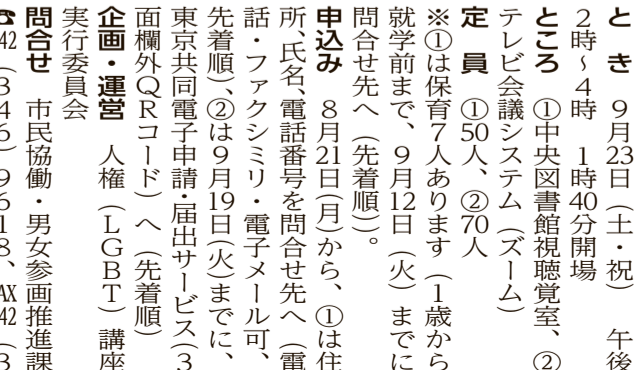 と　き　９月23日（土・祝）　午後
２時～４時　１時40分開場
ところ　①中央図書館視聴覚室、②
テレビ会議システム（ズーム）
定　員　①50人、②70人
※①は保育７人あります（１歳から
就学前まで、９月12日（火）までに
問合せ先へ（先着順））。
申込み　８月21日(月)から、①は住
所、氏名、電話番号を問合せ先へ（電
話・ファクシミリ・電子メール可、
先着順）、②は９月19日(火)までに、
東京共同電子申請・届出サービス（３
面欄外ＱＲコード）へ（先着順）
企画・運営　人権（ＬＧＢＴ）講座
実行委員会
問合せ　市民協働・男女参画推進課
☎042（３４６）９６１８、FAX042（３